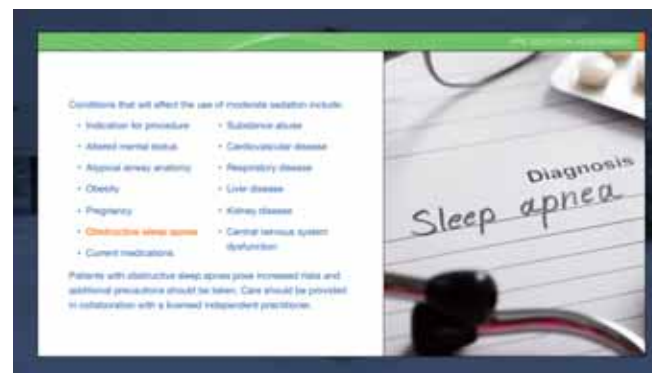 Conditions that will affect the use of moderate sedation include:
• Indication for procedure
• Altered mental status
• Atypical airway anatomy
• Obesity
• Pregnancy
• Obstructive sleep apnea
• Current medications
• Substance abuse
• Cardiovascular disease
• Respiratory disease
• Liver disease
• Kidney disease
• Central nervous system
dysfunction
Patients with obstructive sleep apnea pose increased risks and
additional precautions should be taken. Care should be provided
in collaboration with a licensed independent practitioner.
Diagnosis
Sleep apnea